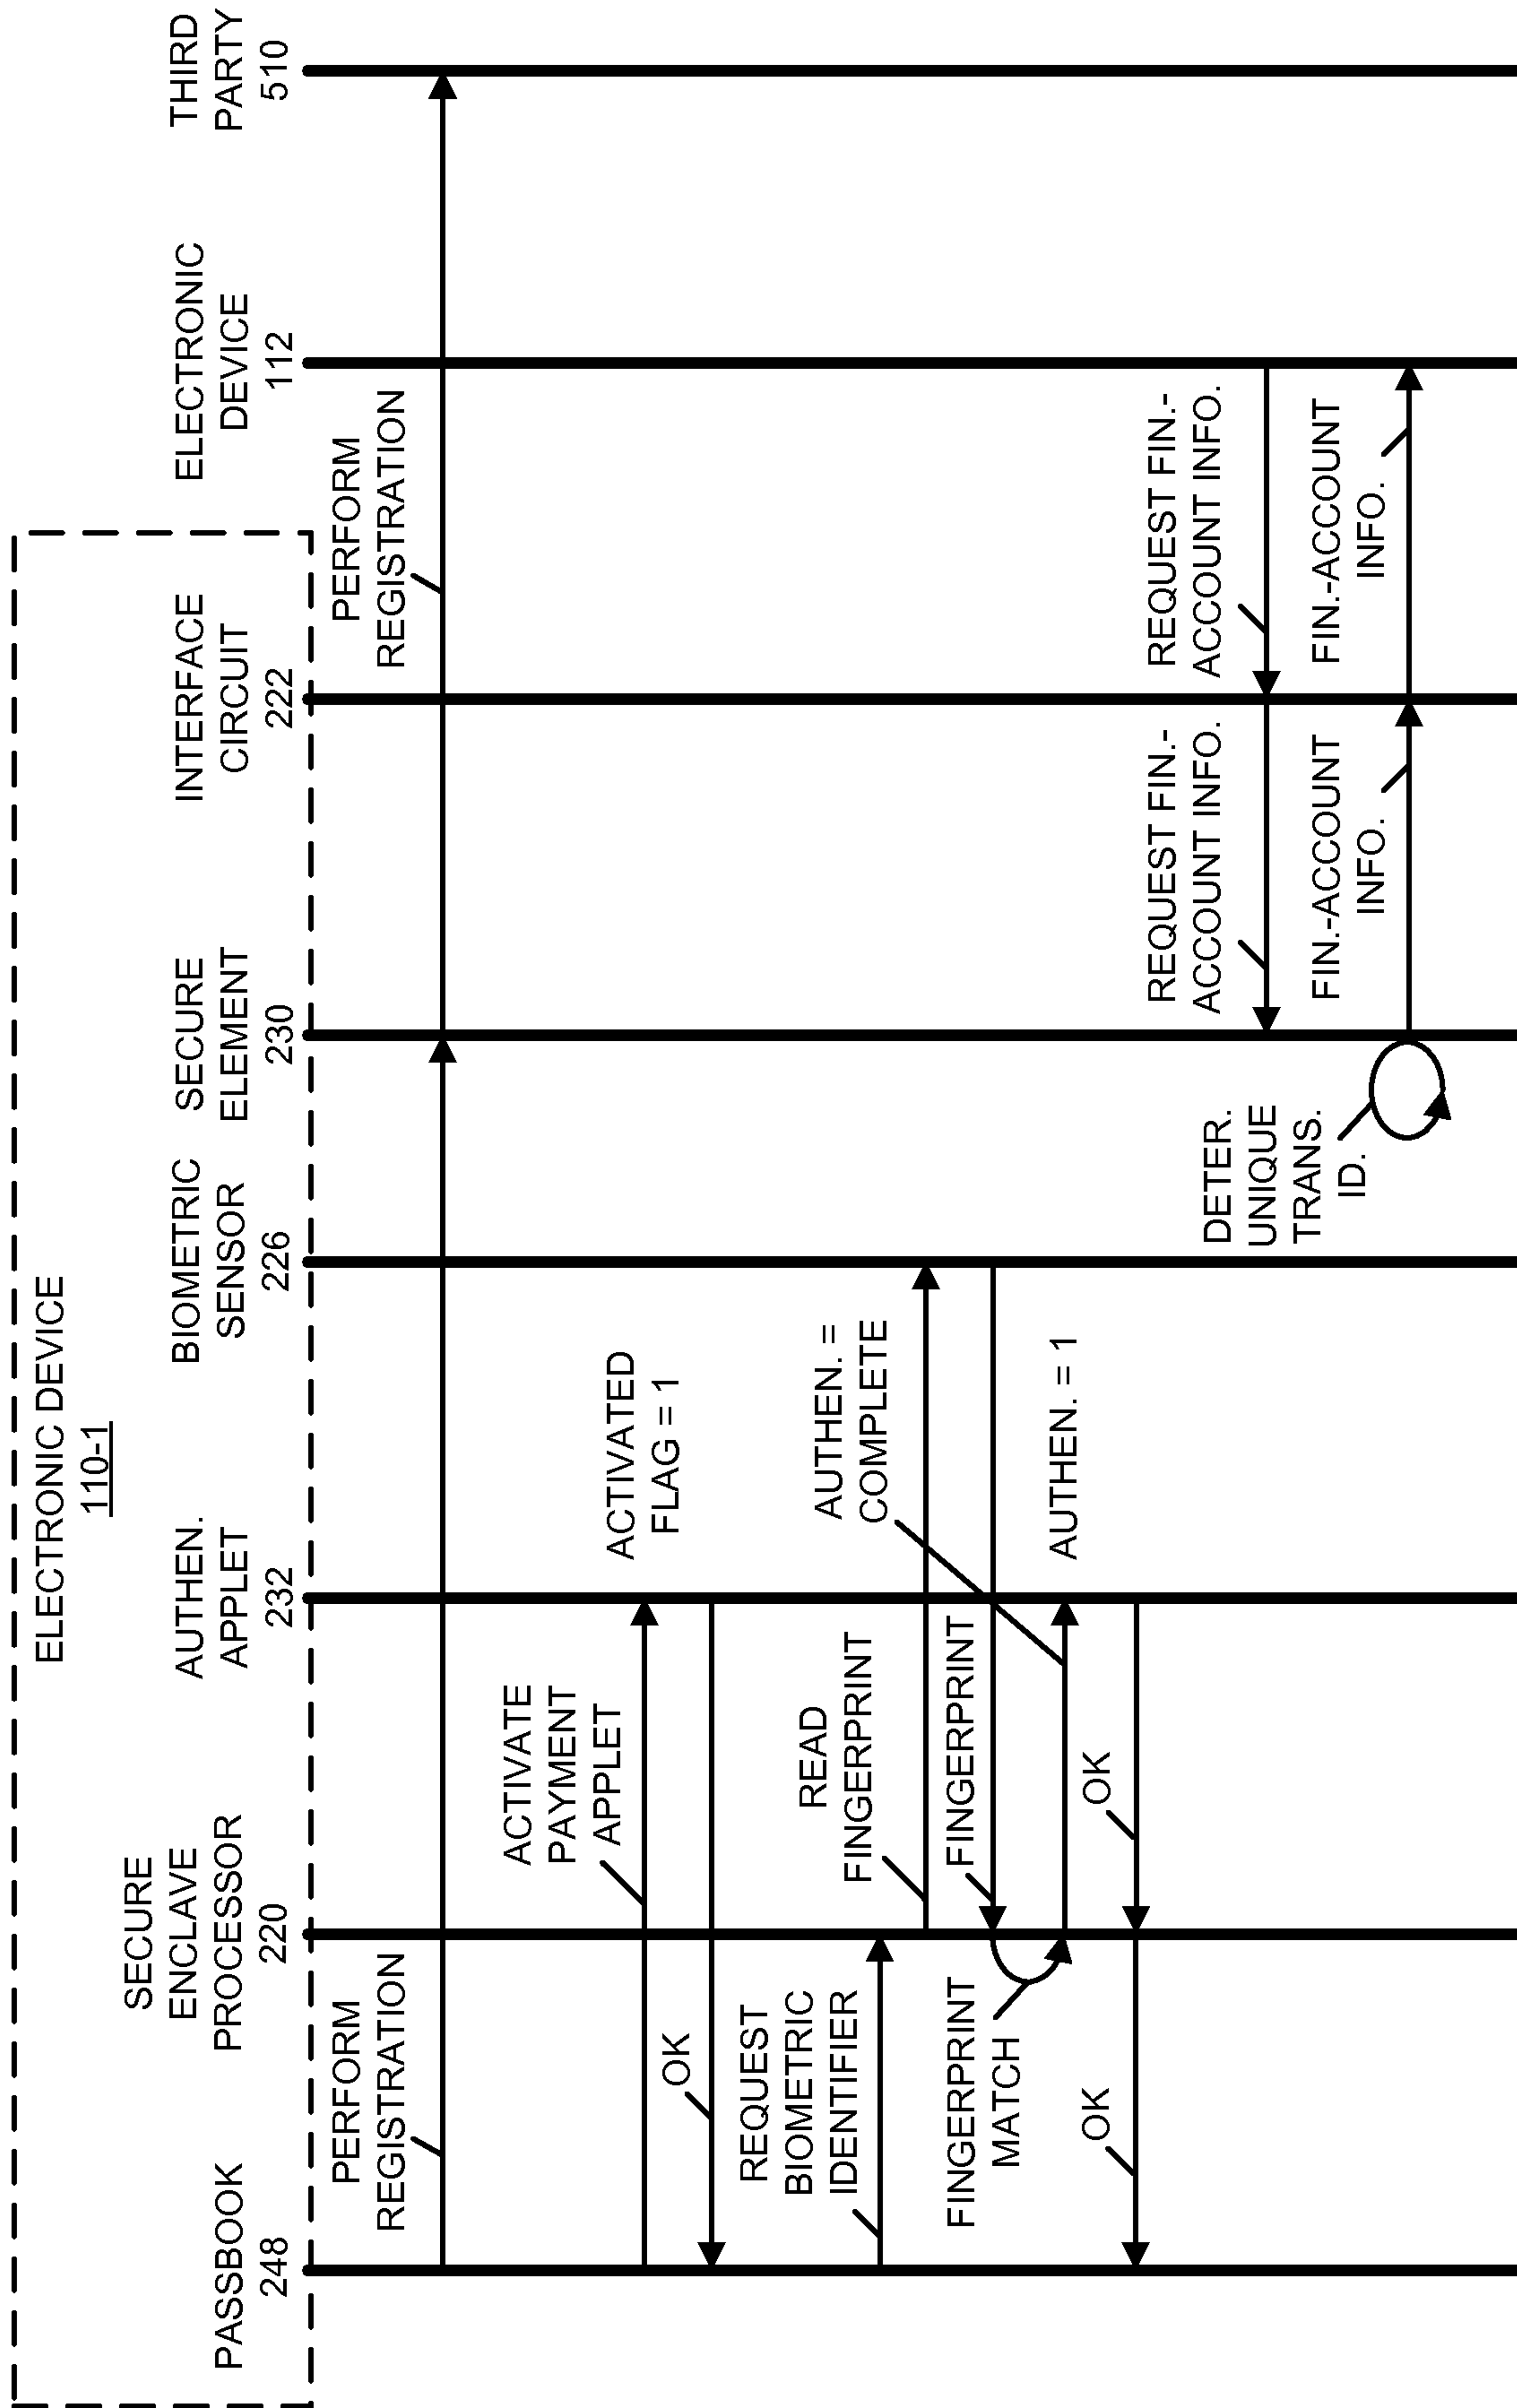 ELECTRONIC DEVICE
110-1
PASSBOOK
248
SECURE
ENCLAVE
PROCESSOR
220
AUTHEN.
APPLET
232
BIOMETRIC
SENSOR
226
SECURE
ELEMENT
230
INTERFACE
CIRCUIT
222
ELECTRONIC
DEVICE
112
THIRD
PARTY
510
PERFORM
REGISTRATION
PERFORM
REGISTRATION
ACTIVATE
PAYMENT
APPLET
ACTIVATED
FLAG = 1
OK
REQUEST
BIOMETRIC
IDENTIFIER
READ
FINGERPRINT
AUTHEN. =
COMPLETE
FINGERPRINT
FINGERPRINT
MATCH
AUTHEN. = 1
OK
OK
REQUEST FIN.-
ACCOUNT INFO.
REQUEST FIN.-
ACCOUNT INFO.
DETER.
UNIQUE
TRANS.
ID.
FIN.-ACCOUNT
INFO.
FIN.-ACCOUNT
INFO.